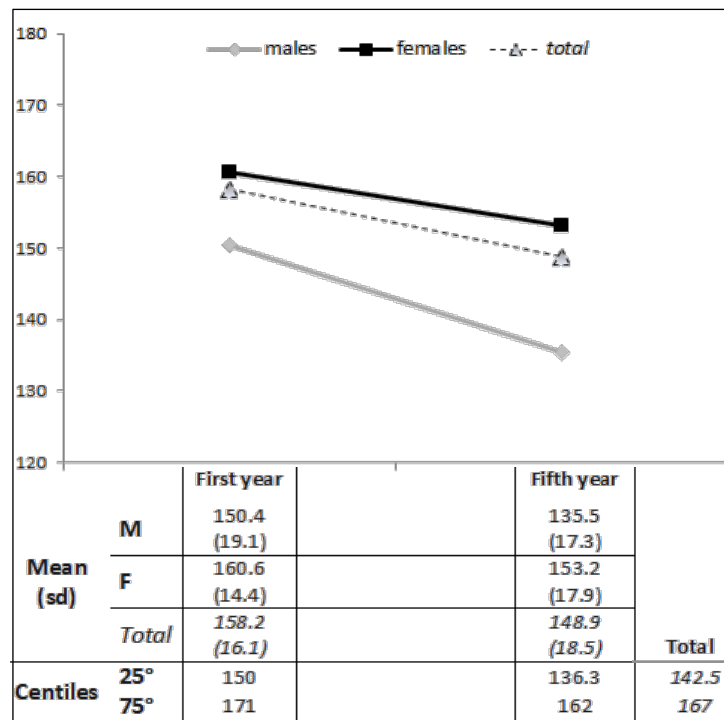 180
males females total
170
160
150
140
130
120
First year Fifth year
M 150.4 135.5
(19.1) (17.3)
Mean (sd)
F 160.6 153.2
(14.4) (17.9)
Total 158.2 148.9
(16.1) (18.5) Total
Centiles 25° 150 136.3 142.5
75° 171 162 167